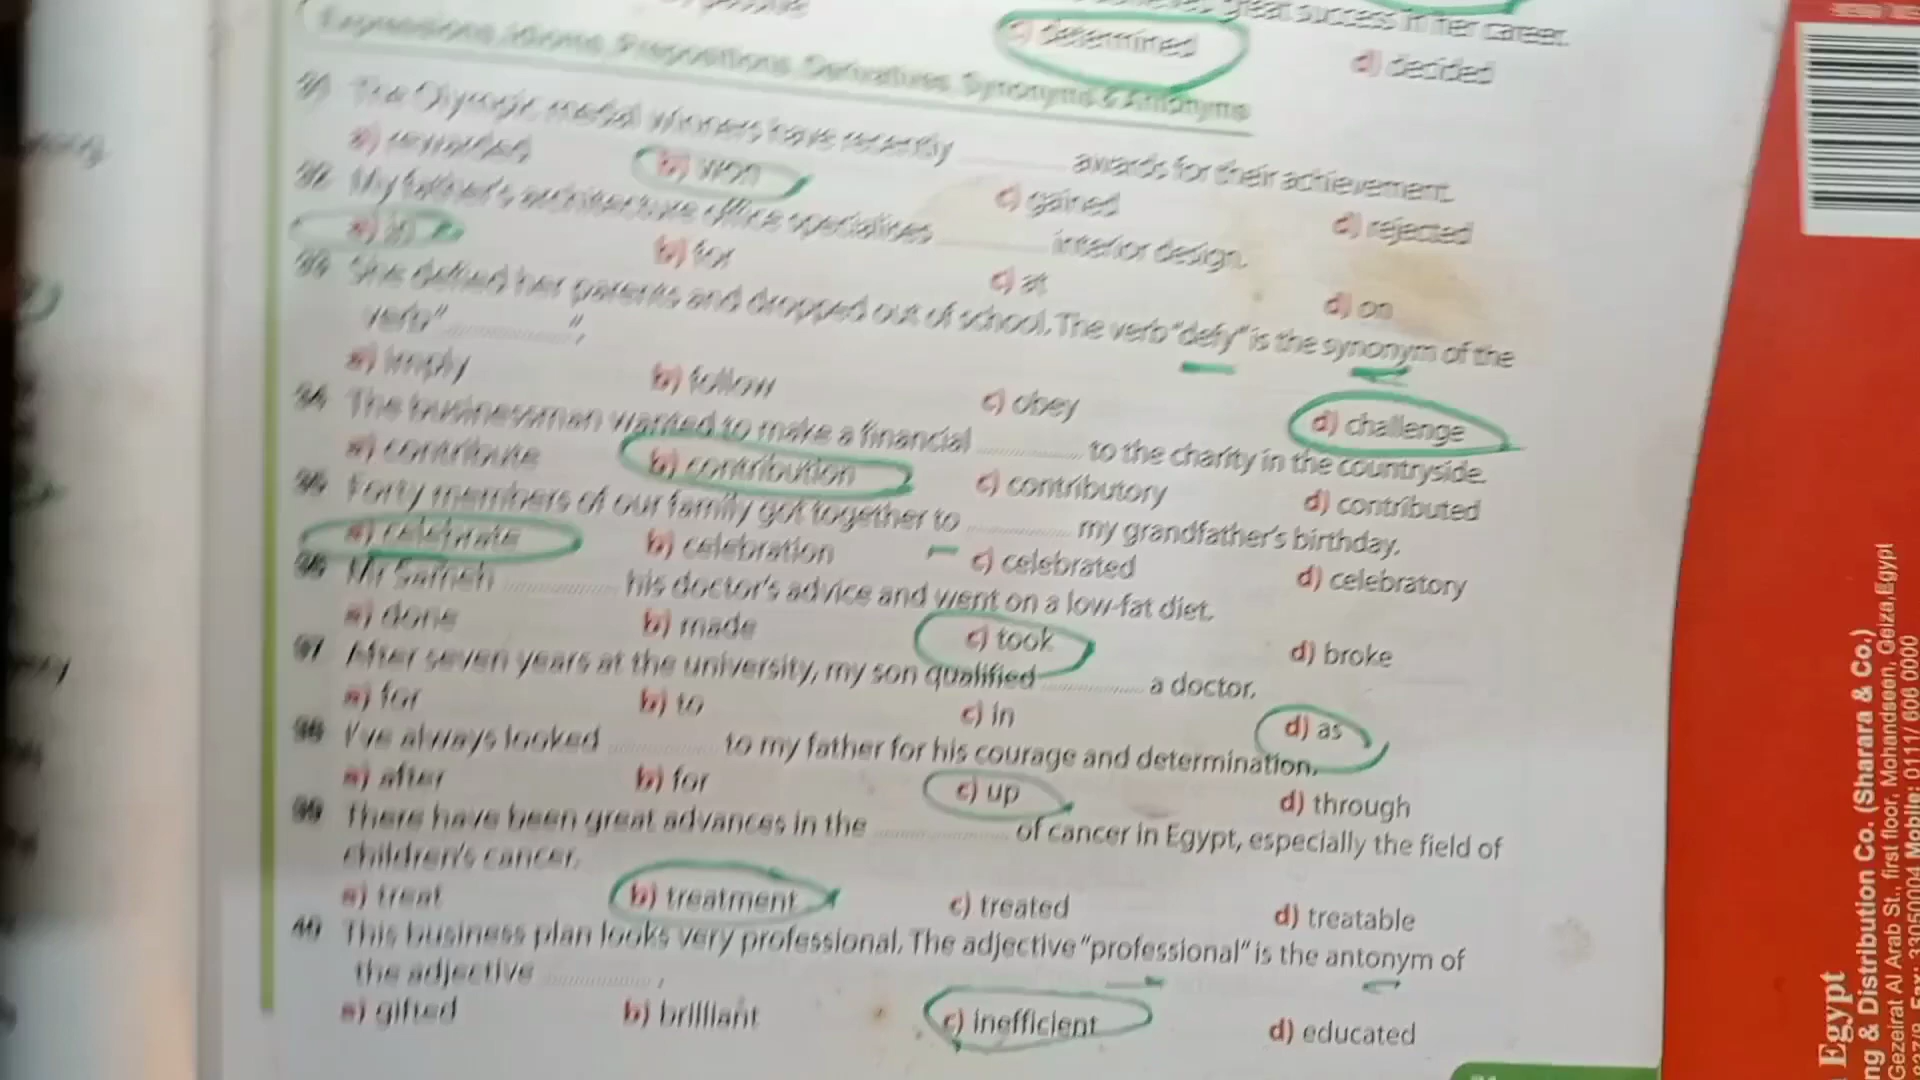 great success in her career.
c) determined d) decided
Expressions, Idioms, Prepositions, Derivatives, Synonyms & Antonyms
31 The Olympic medal winners have recently ............ awards for their achievement.
a) b) won c) gained d) rejected
32 My father's architecture office specialises ............ interior design.
a) in b) for c) at d) on
33 She defied her parents and dropped out of school. The verb "defy" is the synonym of the
verb" ............ ".
a) imply b) follow c) obey d) challenge
34 The businessman wanted to make a financial ............ to the charity in the countryside.
a) contribute b) contribution c) contributory d) contributed
35 Forty members of our family got together to ............ my grandfather's birthday.
a) celebrate b) celebration c) celebrated d) celebratory
36 Mr Sameh ............ his doctor's advice and went on a low-fat diet.
a) done b) made c) took d) broke
37 After seven years at the university, my son qualified ............ a doctor.
a) for b) to c) in d) as
38 I've always looked ............ to my father for his courage and determination.
a) after b) for c) up d) through
39 There have been great advances in the ............ of cancer in Egypt, especially the field of
children's cancer.
a) treat b) treatment c) treated d) treatable
40 This business plan looks very professional. The adjective "professional" is the antonym of
the adjective ............ .
a) gifted b) brilliant c) inefficient d) educated
Egypt
ng & Distribution Co. (Sharara & Co.)
Gezeirat Al Arab St., first floor, Mohandseen, Geiza, Egypt
Fax: 33050004 Mobile: 0111/ 606 0000